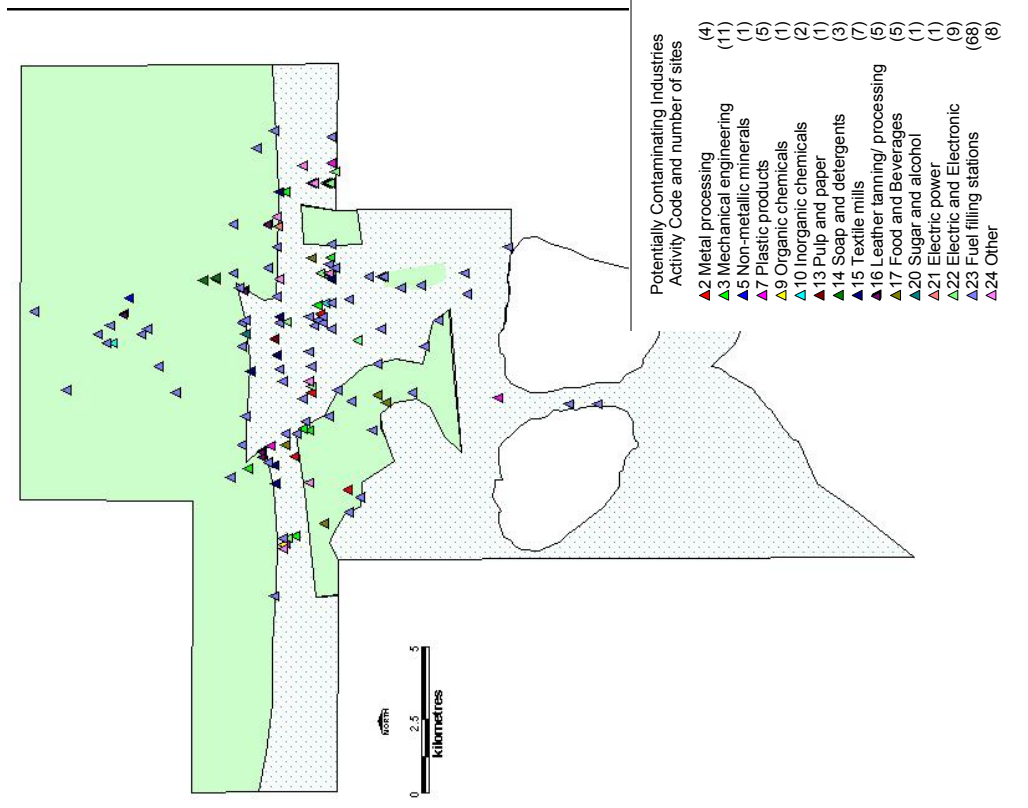 Potentially Contaminating Industries
Activity Code and number of sites
2 Metal processing (4)
3 Mechanical engineering (11)
5 Non-metallic minerals (1)
7 Plastic products (5)
9 Organic chemicals (1)
10 Inorganic chemicals (2)
13 Pulp and paper (1)
14 Soap and detergents (3)
15 Textile mills (7)
16 Leather tanning/ processing (5)
17 Food and Beverages (5)
20 Sugar and alcohol (1)
21 Electric power (1)
22 Electric and Electronic (9)
23 Fuel filling stations (68)
24 Other (8)
NORTH
0 2.5 5
kilometres